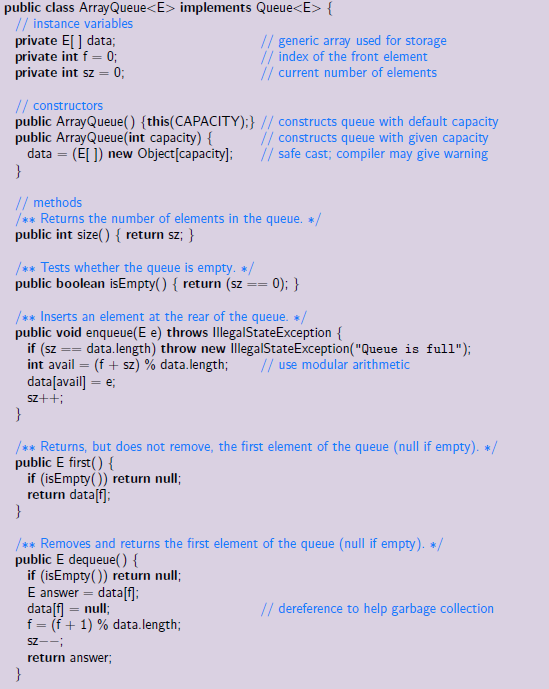 public class ArrayQueue<E> implements Queue<E> {
// instance variables
private E[ ] data; // generic array used for storage
private int f = 0; // index of the front element
private int sz = 0; // current number of elements
// constructors
public ArrayQueue() {this(CAPACITY);} // constructs queue with default capacity
public ArrayQueue(int capacity) { // constructs queue with given capacity
data = (E[ ]) new Object[capacity]; // safe cast; compiler may give warning
}
// methods
/** Returns the number of elements in the queue. */
public int size() { return sz; }
/** Tests whether the queue is empty. */
public boolean isEmpty() { return (sz == 0); }
/** Inserts an element at the rear of the queue. */
public void enqueue(E e) throws IllegalStateException {
if (sz == data.length) throw new IllegalStateException("Queue is full");
int avail = (f + sz) % data.length; // use modular arithmetic
data[avail] = e;
sz++;
}
/** Returns, but does not remove, the first element of the queue (null if empty). */
public E first() {
if (isEmpty()) return null;
return data[f];
}
/** Removes and returns the first element of the queue (null if empty). */
public E dequeue() {
if (isEmpty()) return null;
E answer = data[f];
data[f] = null; // dereference to help garbage collection
f = (f + 1) % data.length;
sz−−;
return answer;
}